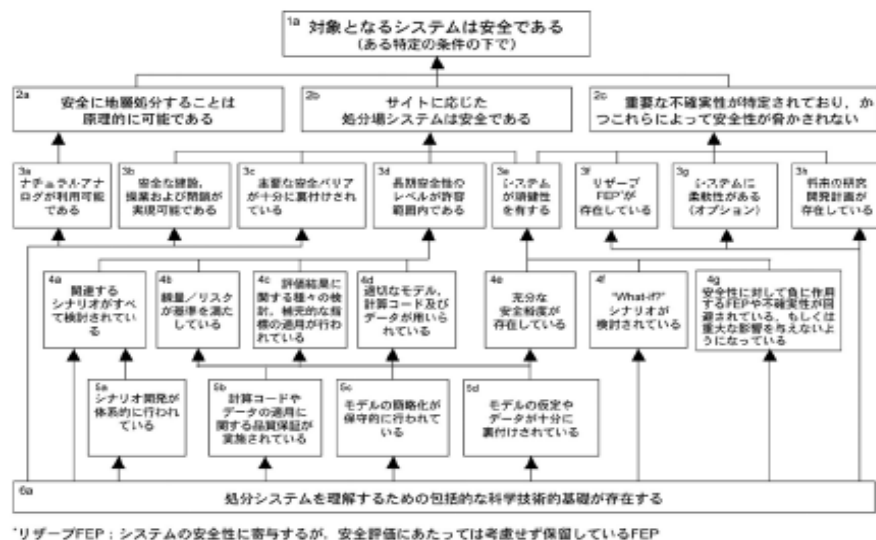 1a 対象となるシステムは安全である
(ある特定の条件の下で)
2a 安全に地層処分することは
原理的に可能である
2b サイトに応じた
処分場システムは安全である
2c 重要な不確実性が特定されており、か
つこれらによって安全性が脅かされない
3a
ナチュラル・アナ
ログが利用可能
である
3b 安全な建設、
操業および閉鎖が
実現可能である
3c 主要な安全バリア
が十分に裏付けされ
ている
3d 長期安全性の
レベルが許容
範囲内である
3e システム
が頑健性
を有する
3f リザーブ
FEP*が
存在している
3g システムに
柔軟性がある
(オプション)
3h 将来の研究
開発計画が
存在している
4a 関連する
シナリオがすべ
て検討されている
4b
線量/リスク
が基準を満た
している
4c 評価結果に
関する種々の検
討、補完的な指
標の適用が行わ
れている
4d
適切なモデル、
計算コード及び
データが用いら
れている
4e 充分な
安全裕度が
存在している
4f "What-if?"
シナリオが
検討されている
4g
安全性に対して負に作用
するFEPや不確実性が回
避されている、もしくは
重大な影響を与えないよ
うになっている
5a
シナリオ開発が
体系的に行われ
ている
5b 計算コードや
データの適用に
関する品質保証が
実施されている
5c
モデルの簡略化が
保守的に行われて
いる
5d
モデルの仮定や
データが十分に
裏付けされている
6a
処分システムを理解するための包括的な科学技術的基礎が存在する
*リザーブFEP:システムの安全性に寄与するが、安全評価にあたっては考慮せず保留しているFEP